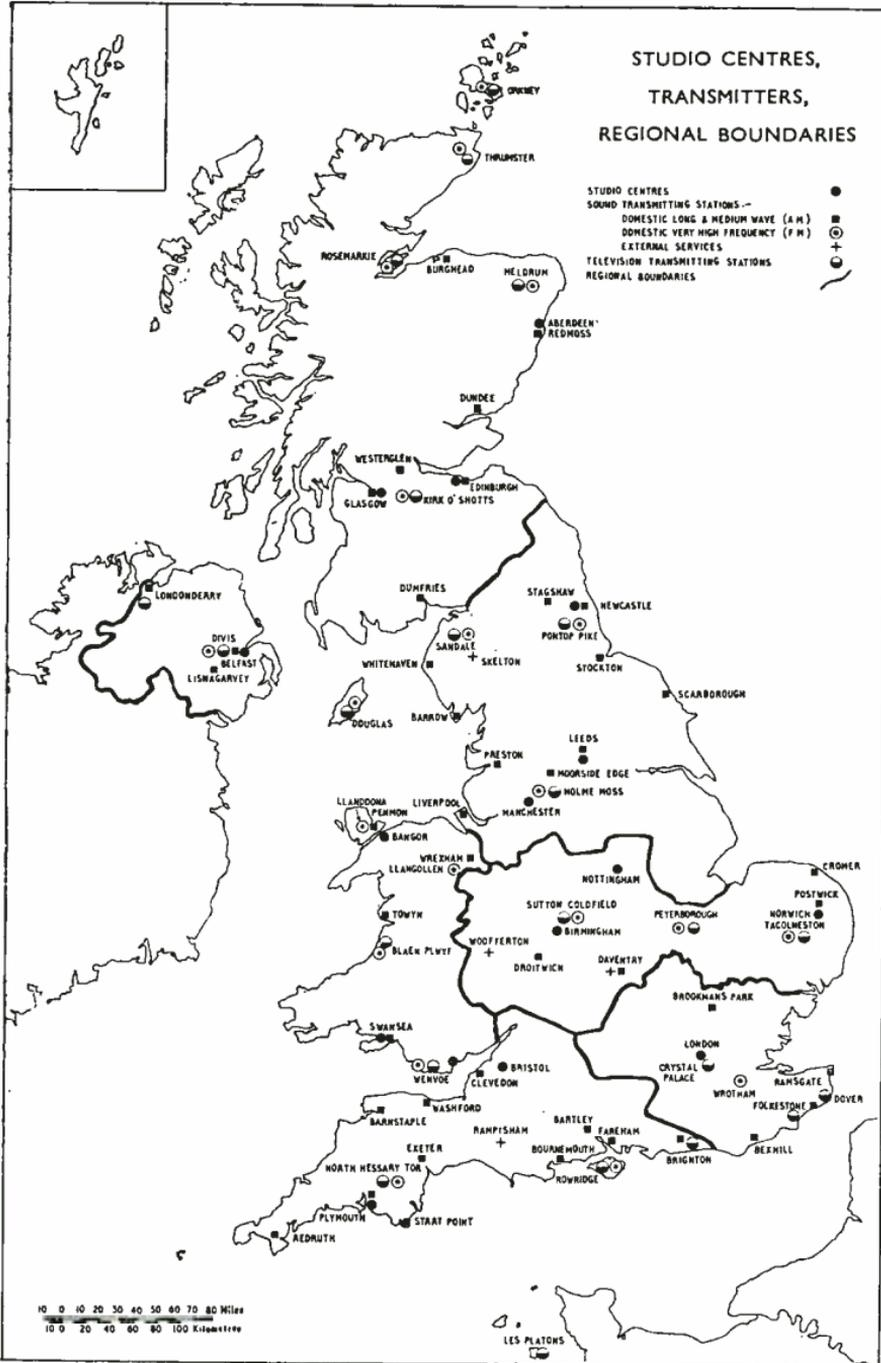 STUDIO CENTRES,
TRANSMITTERS,
REGIONAL BOUNDARIES
STUDIO CENTRES
SOUND TRANSMITTING STATIONS.-
DOMESTIC LONG & MEDIUM WAVE (A M)
DOMESTIC VERY HIGH FREQUENCY (F M)
EXTERNAL SERVICES
TELEVISION TRANSMITTING STATIONS
REGIONAL BOUNDARIES
ORKNEY
THRUMSTER
ROSEMARKIE
BURGHEAD
MELDRUM
ABERDEEN
REDMOSS
DUNDEE
WESTERGLEN
EDINBURGH
GLASGOW
KIRK O' SHOTTS
LONDONDERRY
DUMFRIES
STAGSHAW
NEWCASTLE
PONTOP PIKE
DIVIS
BELFAST
LISNAGARVEY
SANDALE
SKELTON
WHITEHAVEN
STOCKTON
SCARBOROUGH
DOUGLAS
BARROW
LEEDS
PRESTON
MOORSIDE EDGE
HOLME MOSS
MANCHESTER
LLANDDONA
PENMON
LIVERPOOL
BANGOR
WREXHAM
LLANGOLLEN
NOTTINGHAM
CROMER
POSTWICK
NORWICH
TACOLNESTON
SUTTON COLDFIELD
PETERBOROUGH
TOWYN
BIRMINGHAM
WOOFFERTON
BLAEN PLWYF
DROITWICH
DAVENTRY
BROOKMANS PARK
SWANSEA
LONDON
CRYSTAL
PALACE
WENVOE
BRISTOL
CLEVEDON
WROTHAM
RAMSGATE
FOLKESTONE
DOVER
WASHFORD
BARNSTAPLE
RAMPISHAM
BARTLEY
FAREHAM
EXETER
BOURNEMOUTH
BRIGHTON
BEXHILL
NORTH HESSARY TOR
ROWRIDGE
PLYMOUTH
START POINT
REDRUTH
10 0 10 20 30 40 50 60 70 80 Miles
10 0 20 40 60 80 100 Kilometres
LES PLATONS